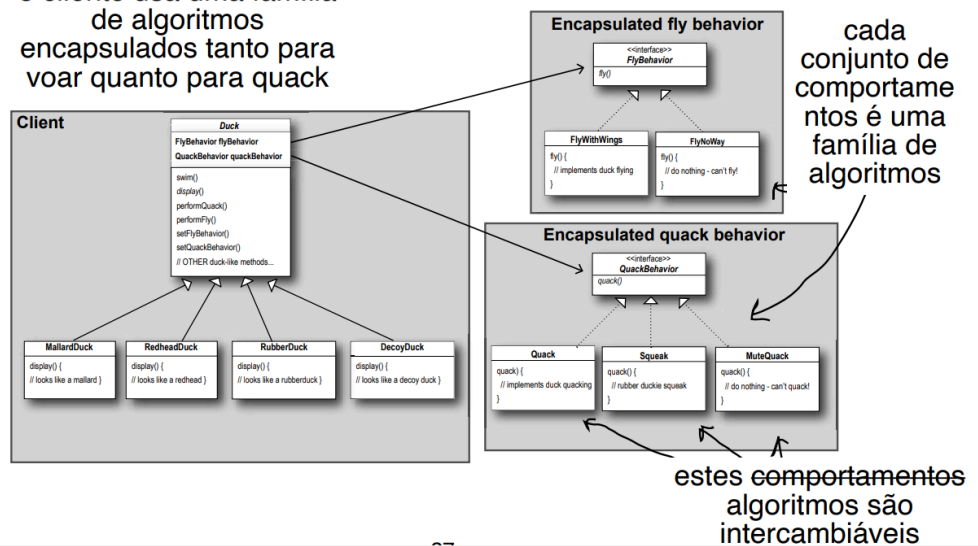 de algoritmos
encapsulados tanto para
voar quanto para quack
Client
Duck
FlyBehavior flyBehavior
QuackBehavior quackBehavior
swim()
display()
performQuack()
performFly()
setFlyBehavior()
setQuackBehavior()
// OTHER duck-like methods...
MallardDuck
display() {
// looks like a mallard }
RedheadDuck
display() {
// looks like a redhead }
RubberDuck
display() {
// looks like a rubberduck }
DecoyDuck
display() {
// looks like a decoy duck }
Encapsulated fly behavior
<<interface>>
FlyBehavior
fly()
FlyWithWings
fly() {
// implements duck flying
}
FlyNoWay
fly() {
// do nothing - can't fly!
}
cada
conjunto de
comportame
ntos é uma
família de
algoritmos
Encapsulated quack behavior
<<interface>>
QuackBehavior
quack()
Quack
quack) {
// implements duck quacking
}
Squeak
quack() {
// rubber duckie squeak
}
MuteQuack
quack() {
// do nothing - can't quack!
}
estes comportamentos
algoritmos são
intercambiáveis